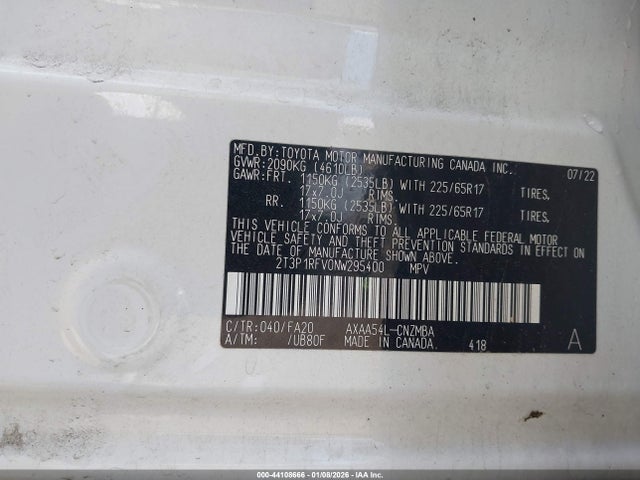 MFD.BY:TOYOTA MOTOR MANUFACTURING CANADA INC.
GVWR:2090KG (4610LB) 07/22
GAWR:FRT. 1150KG (2535LB) WITH 225/65R17 TIRES,
17x7.0J RIMS.
RR. 1150KG (2535LB) WITH 225/65R17 TIRES,
17x7.0J RIMS.
THIS VEHICLE CONFORMS TO ALL APPLICABLE FEDERAL MOTOR
VEHICLE SAFETY AND THEFT PREVENTION STANDARDS IN EFFECT ON
THE DATE OF MANUFACTURE SHOWN ABOVE.
2T3P1RFV0NW295400 MPV
C/TR:040/FA20 AXAA54L-CNZMBA
A/TM: /UB80F MADE IN CANADA. 418 A
000-44108666 - 01/08/2026 - IAA54c.